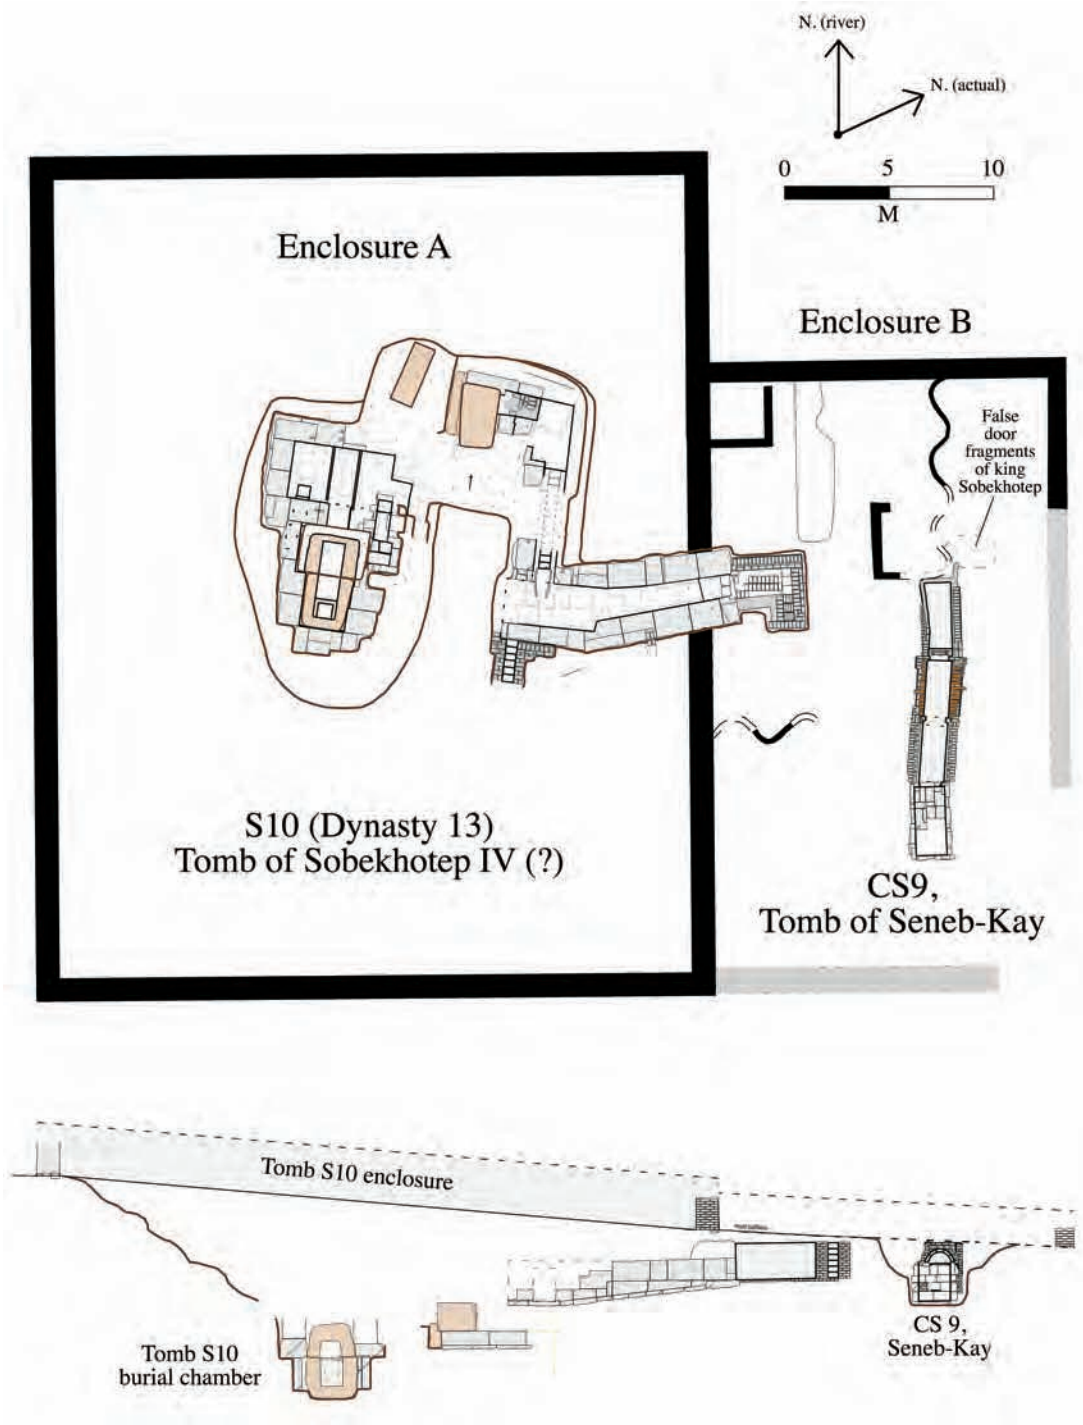 N. (river)
N. (actual)
0 5 10
M
Enclosure A
Enclosure B
False
door
fragments
of king
Sobekhotep
S10 (Dynasty 13)
Tomb of Sobekhotep IV (?)
CS9,
Tomb of Seneb-Kay
Tomb S10 enclosure
Tomb S10
burial chamber
CS 9,
Seneb-Kay